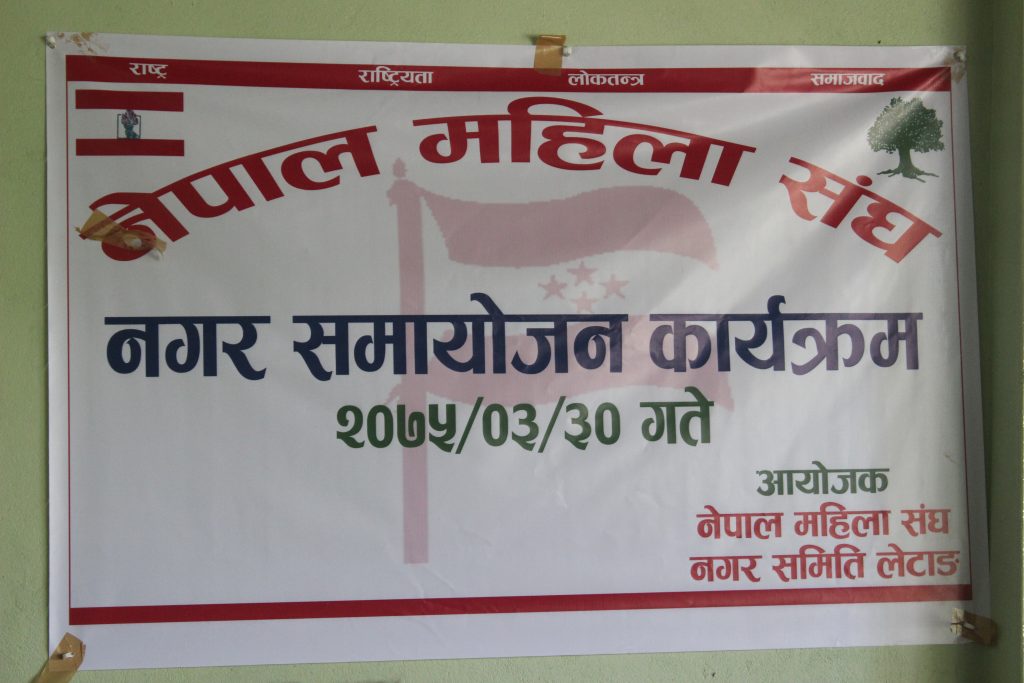 राष्ट्र राष्ट्रियता लोकतन्त्र समाजवाद
नेपाल महिला संघ
नगर समायोजन कार्यक्रम
२०७५/०३/३० गते
आयोजक
नेपाल महिला संघ
नगर समिति लेटाङ